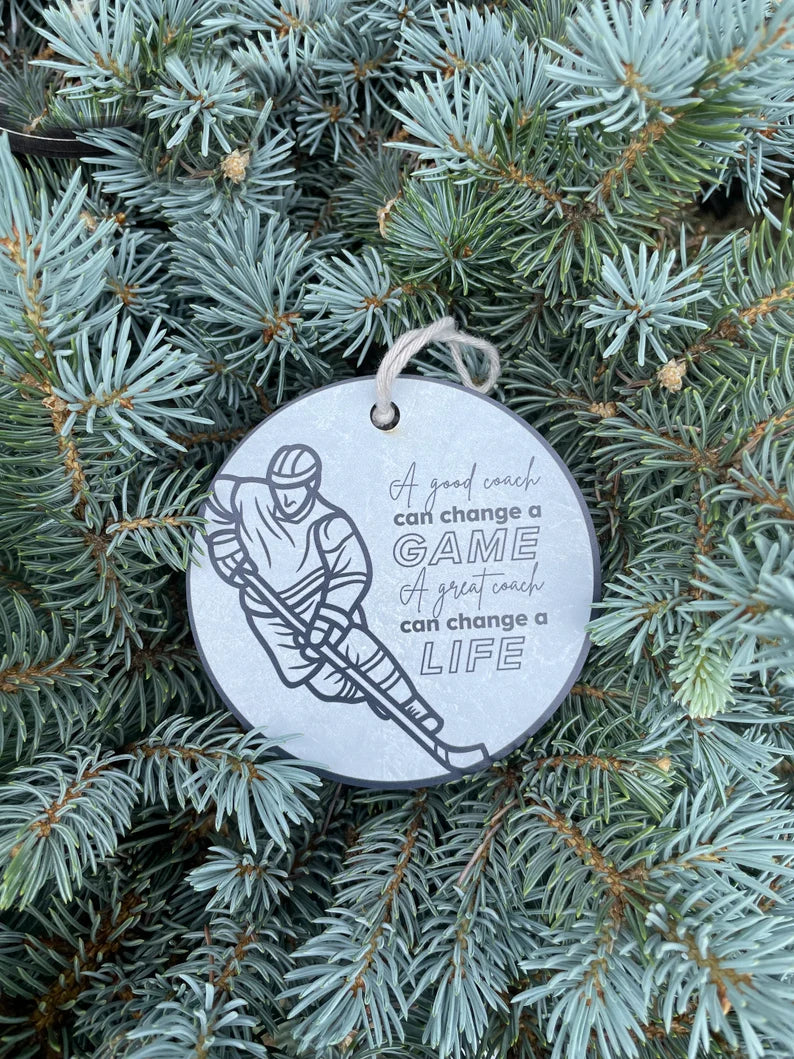 A good coach
can change a
GAME
A great coach
can change a
LIFE